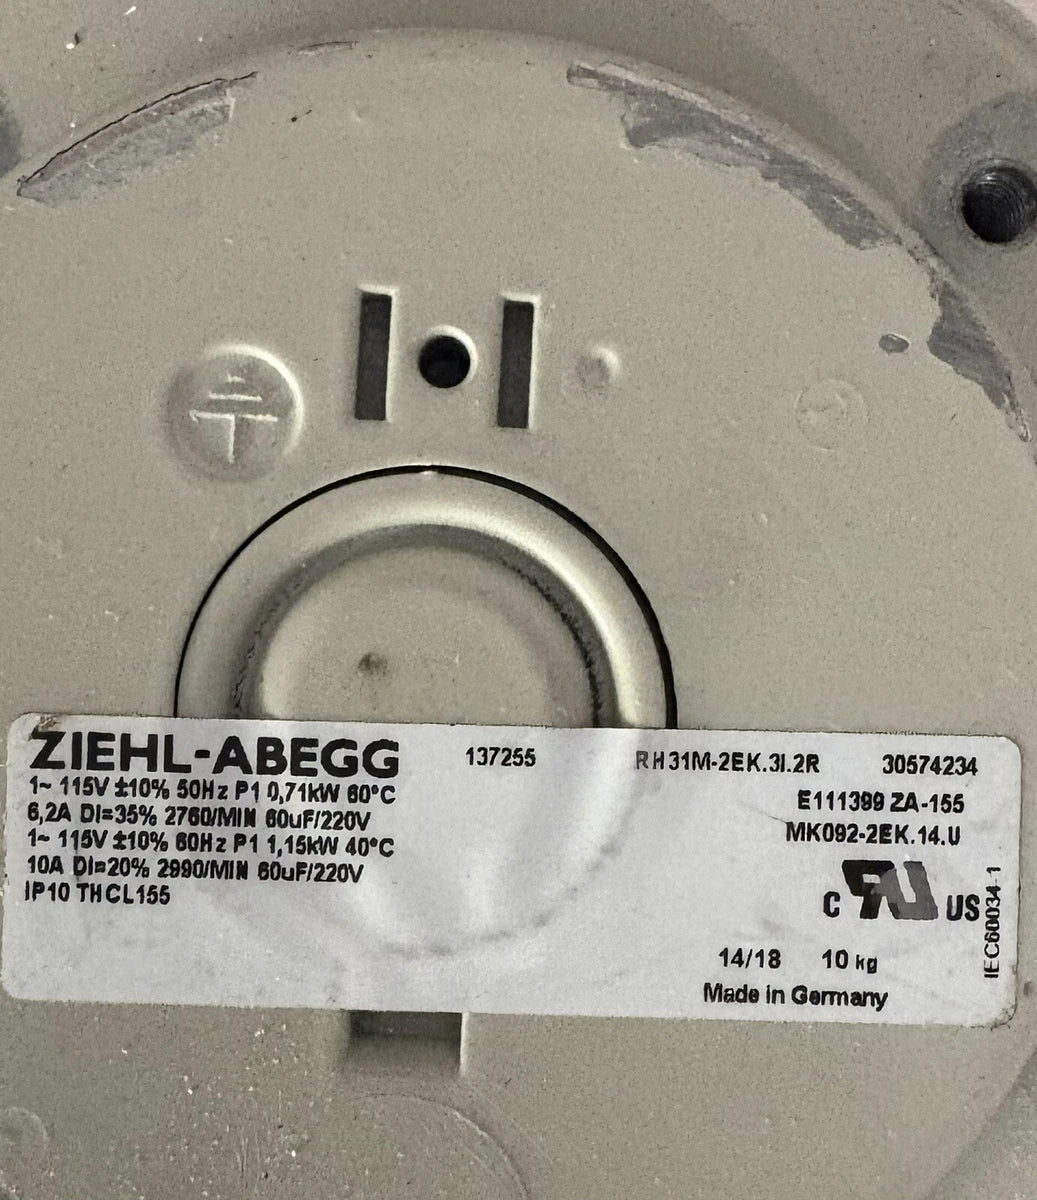 ZIEHL-ABEGG 137255 RH31M-2EK.3I.2R 30574234
1~ 115V ±10% 50Hz P1 0,71kW 60°C
6,2A DI=35% 2760/MIN 60uF/220V
1~ 115V ±10% 60Hz P1 1,15kW 40°C
10A DI=20% 2990/MIN 60uF/220V
IP10 THCL155
E111399 ZA-155
MK092-2EK.14.U
C RU US
IEC60034-1
14/18 10 kg
Made in Germany